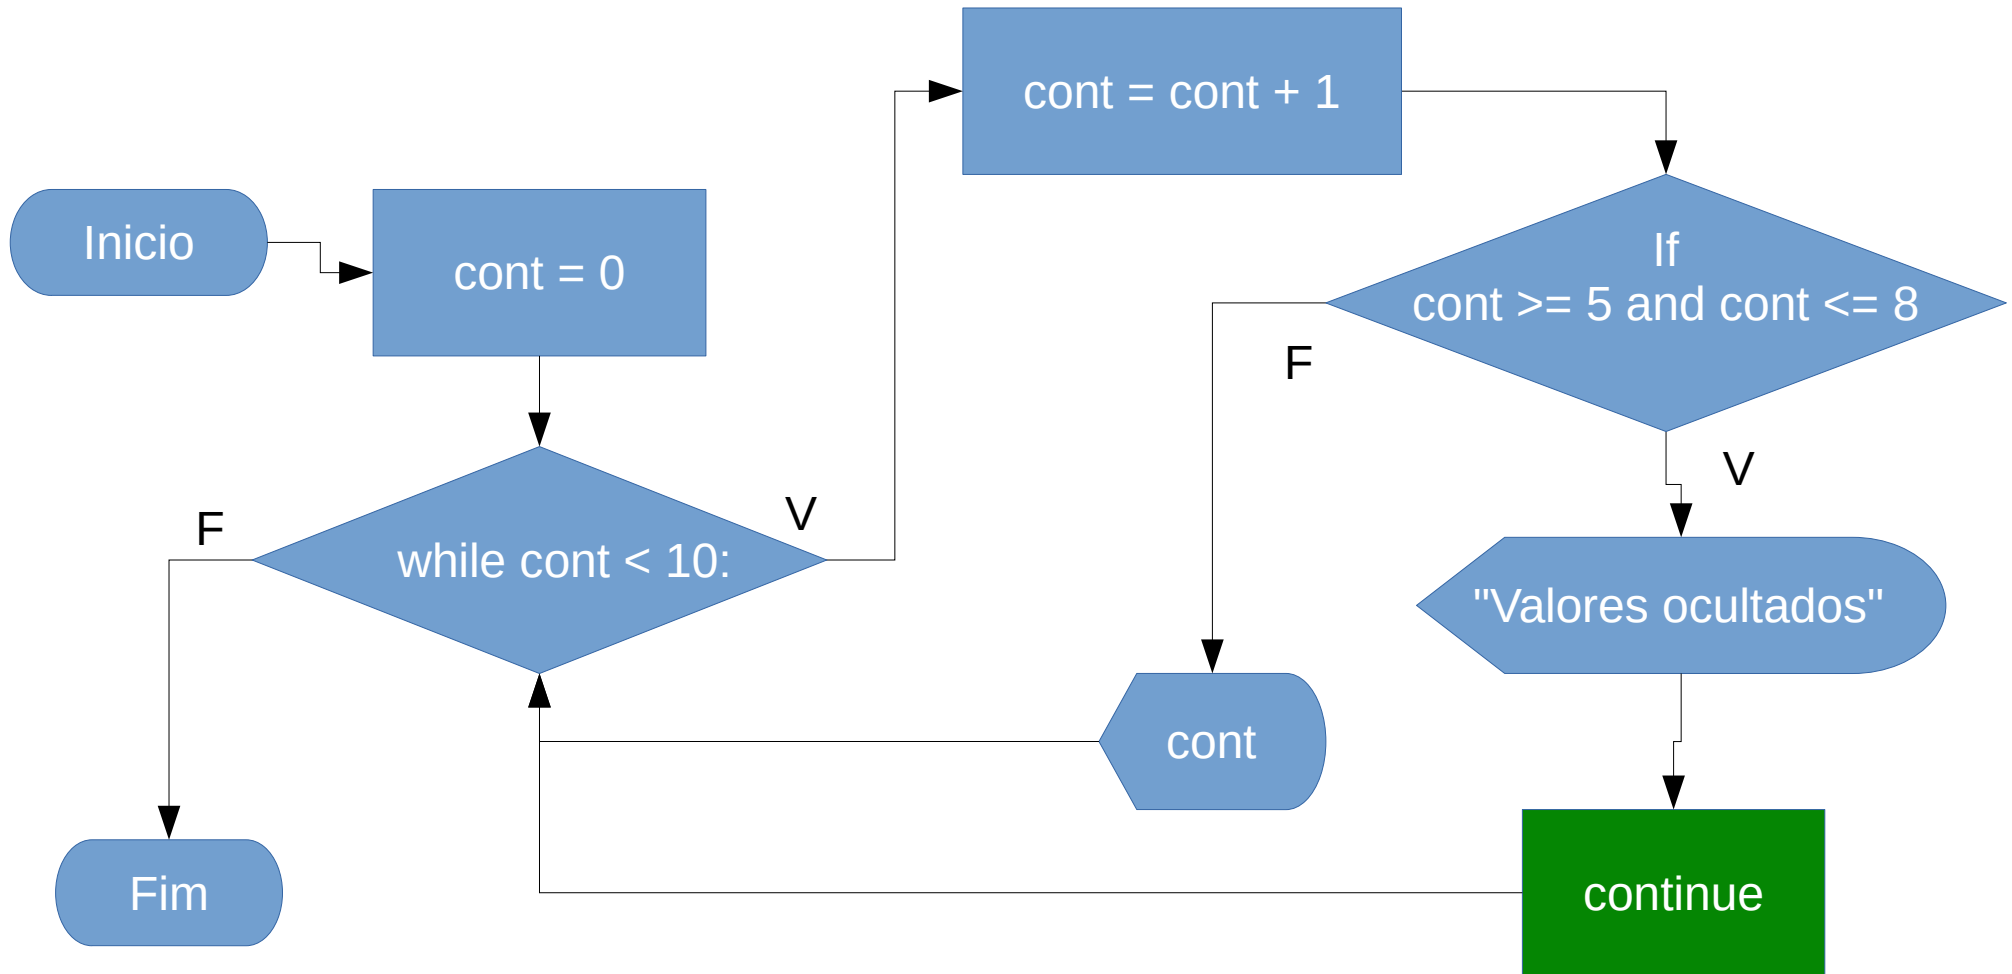 Inicio
cont = 0
while cont < 10:
F
V
cont = cont + 1
If
cont >= 5 and cont <= 8
F
V
"Valores ocultados"
cont
continue
Fim